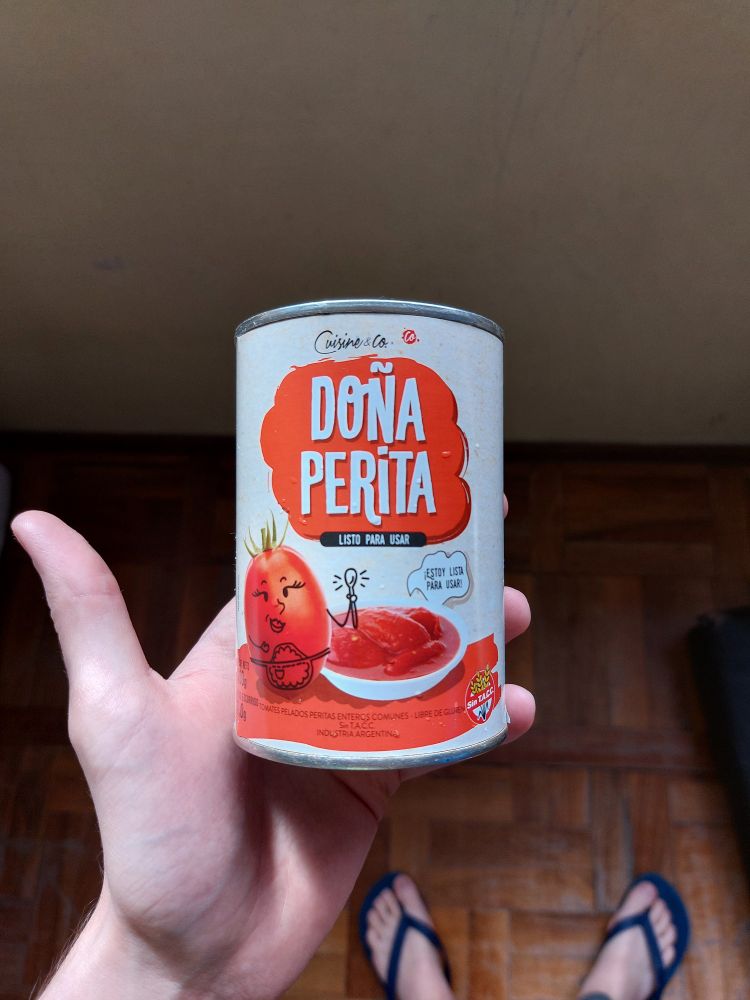 Cuisine & Co.
Co.
DOÑA
PERITA
LISTO PARA USAR
¡ESTOY LISTA
PARA USAR!
TOMATES PELADOS PERITAS ENTEROS COMUNES - LIBRE DE GLUTEN
Sin T.A.C.C.
INDUSTRIA ARGENTINA
Sin T.A.C.C.